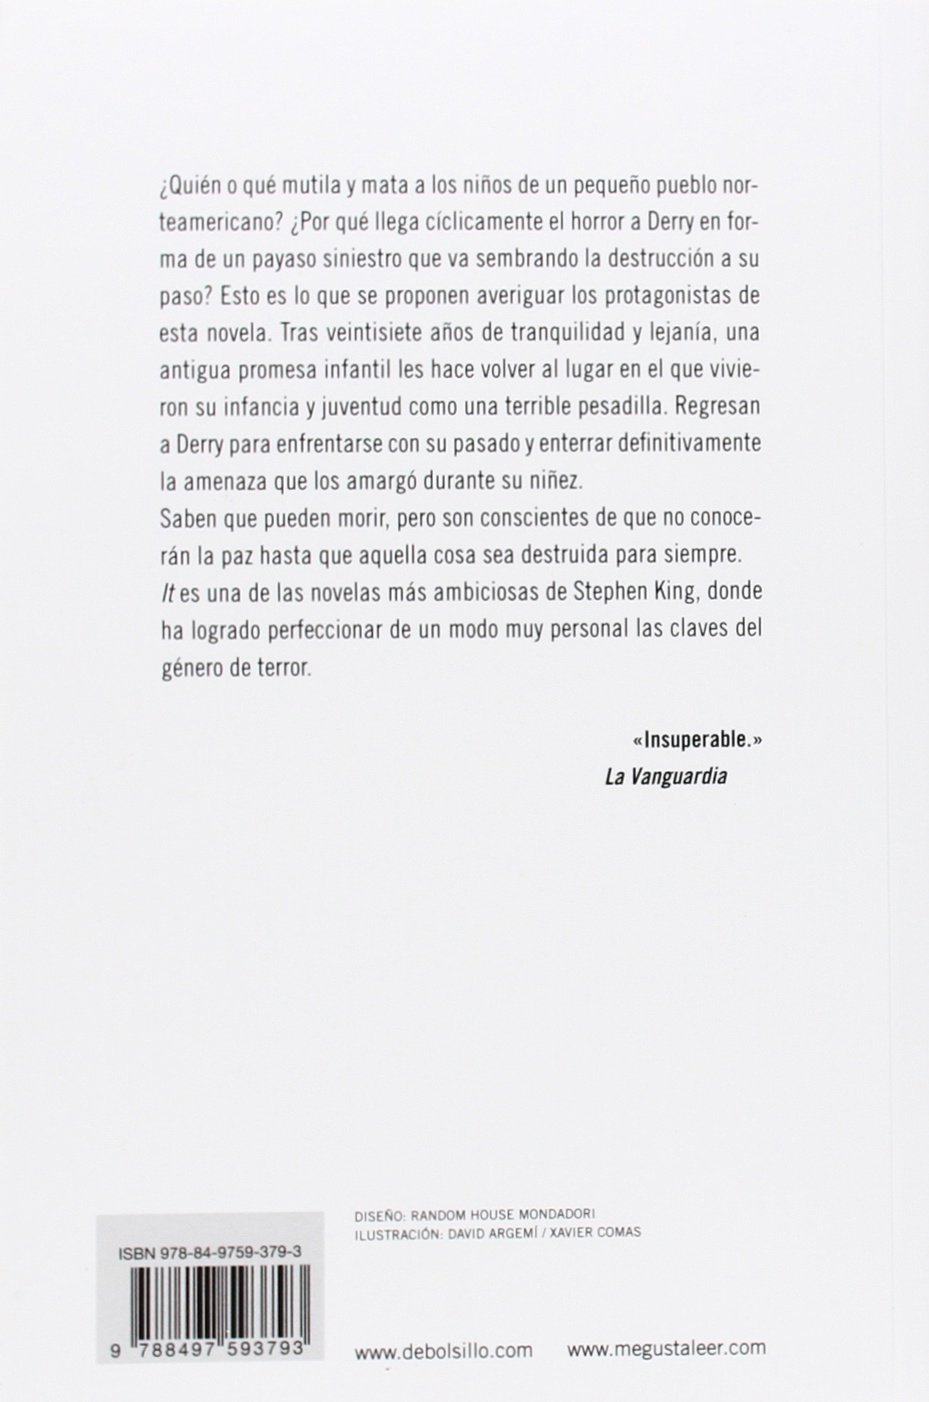 ¿Quién o qué mutila y mata a los niños de un pequeño pueblo nor-
teamericano? ¿Por qué llega cíclicamente el horror a Derry en for-
ma de un payaso siniestro que va sembrando la destrucción a su
paso? Esto es lo que se proponen averiguar los protagonistas de
esta novela. Tras veintisiete años de tranquilidad y lejanía, una
antigua promesa infantil les hace volver al lugar en el que vivie-
ron su infancia y juventud como una terrible pesadilla. Regresan
a Derry para enfrentarse con su pasado y enterrar definitivamente
la amenaza que los amargó durante su niñez.
Saben que pueden morir, pero son conscientes de que no conoce-
rán la paz hasta que aquella cosa sea destruida para siempre.
It es una de las novelas más ambiciosas de Stephen King, donde
ha logrado perfeccionar de un modo muy personal las claves del
género de terror.
«Insuperable.»
La Vanguardia
DISEÑO: RANDOM HOUSE MONDADORI
ILUSTRACIÓN: DAVID ARGEMÍ / XAVIER COMAS
ISBN 978-84-9759-379-3
9 788497 593793
www.debolsillo.com www.megustaleer.com